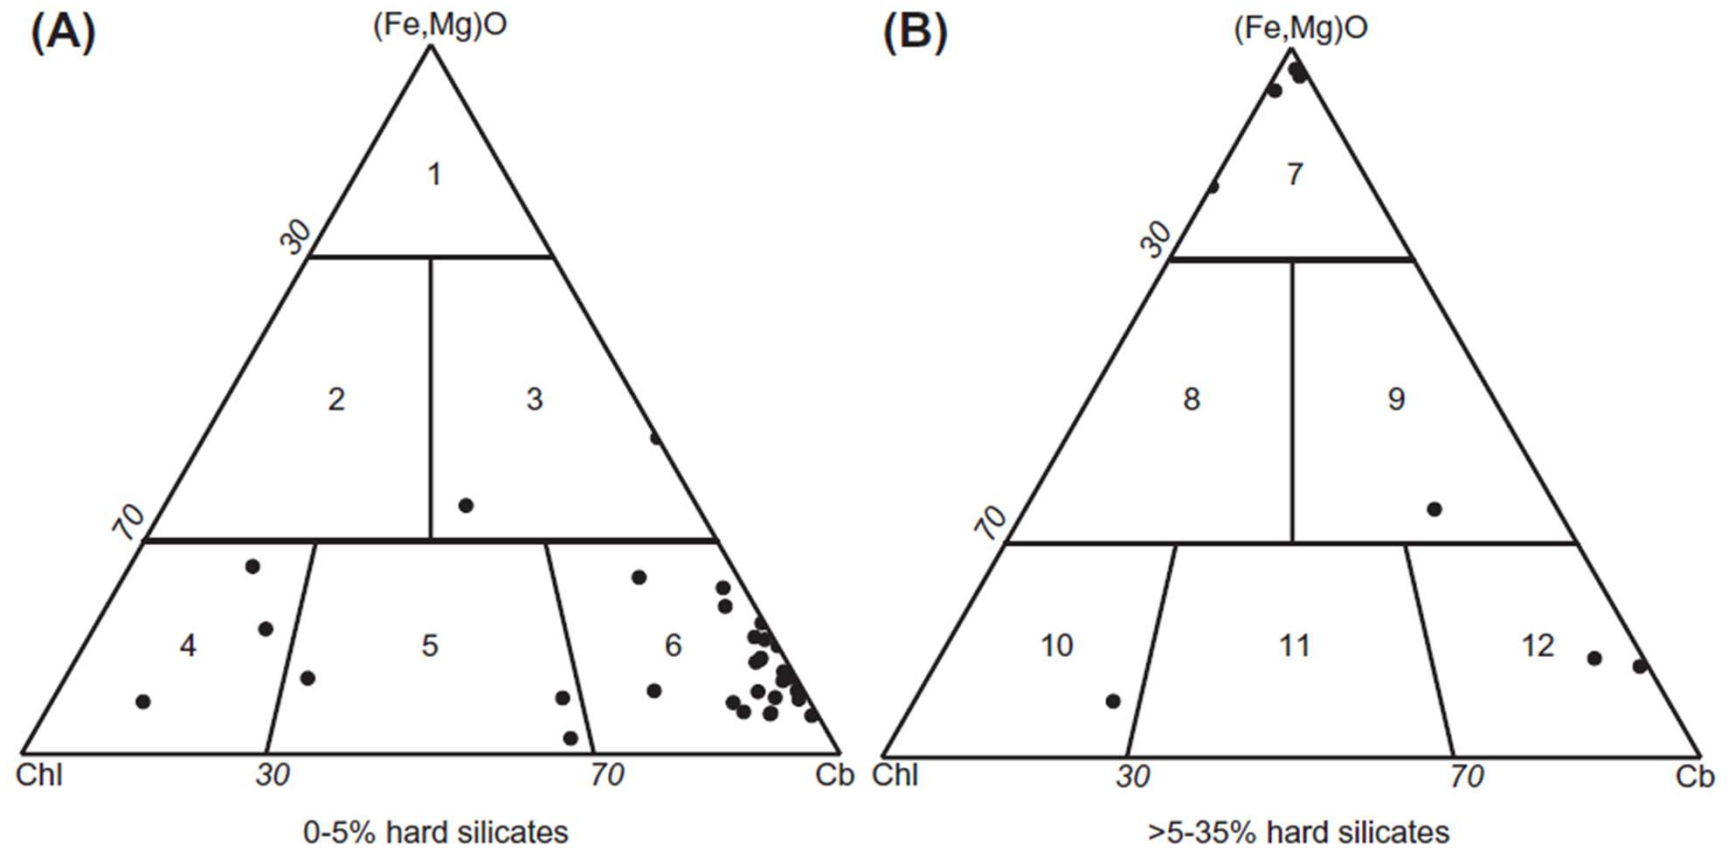 (A)
(Fe,Mg)O
1
30
2
3
70
4
5
6
Chl
30
70
Cb
0-5% hard silicates
(B)
(Fe,Mg)O
7
30
8
9
70
10
11
12
Chl
30
70
Cb
>5-35% hard silicates